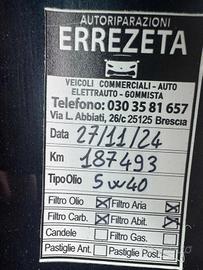 AUTORIPARAZIONI
ERREZETA
VEICOLI COMMERCIALI - AUTO
ELETTRAUTO - GOMMISTA
Telefono: 030 35 81 657
Via L. Abbiati, 26/c 25125 Brescia
Data 27/11/24
Km 187493
Tipo Olio 5W40
Filtro Olio Filtro Aria
Filtro Carb. Filtro Abit.
Candele Filtro Gas.
Pastiglie Ant. Pastiglie Pos.